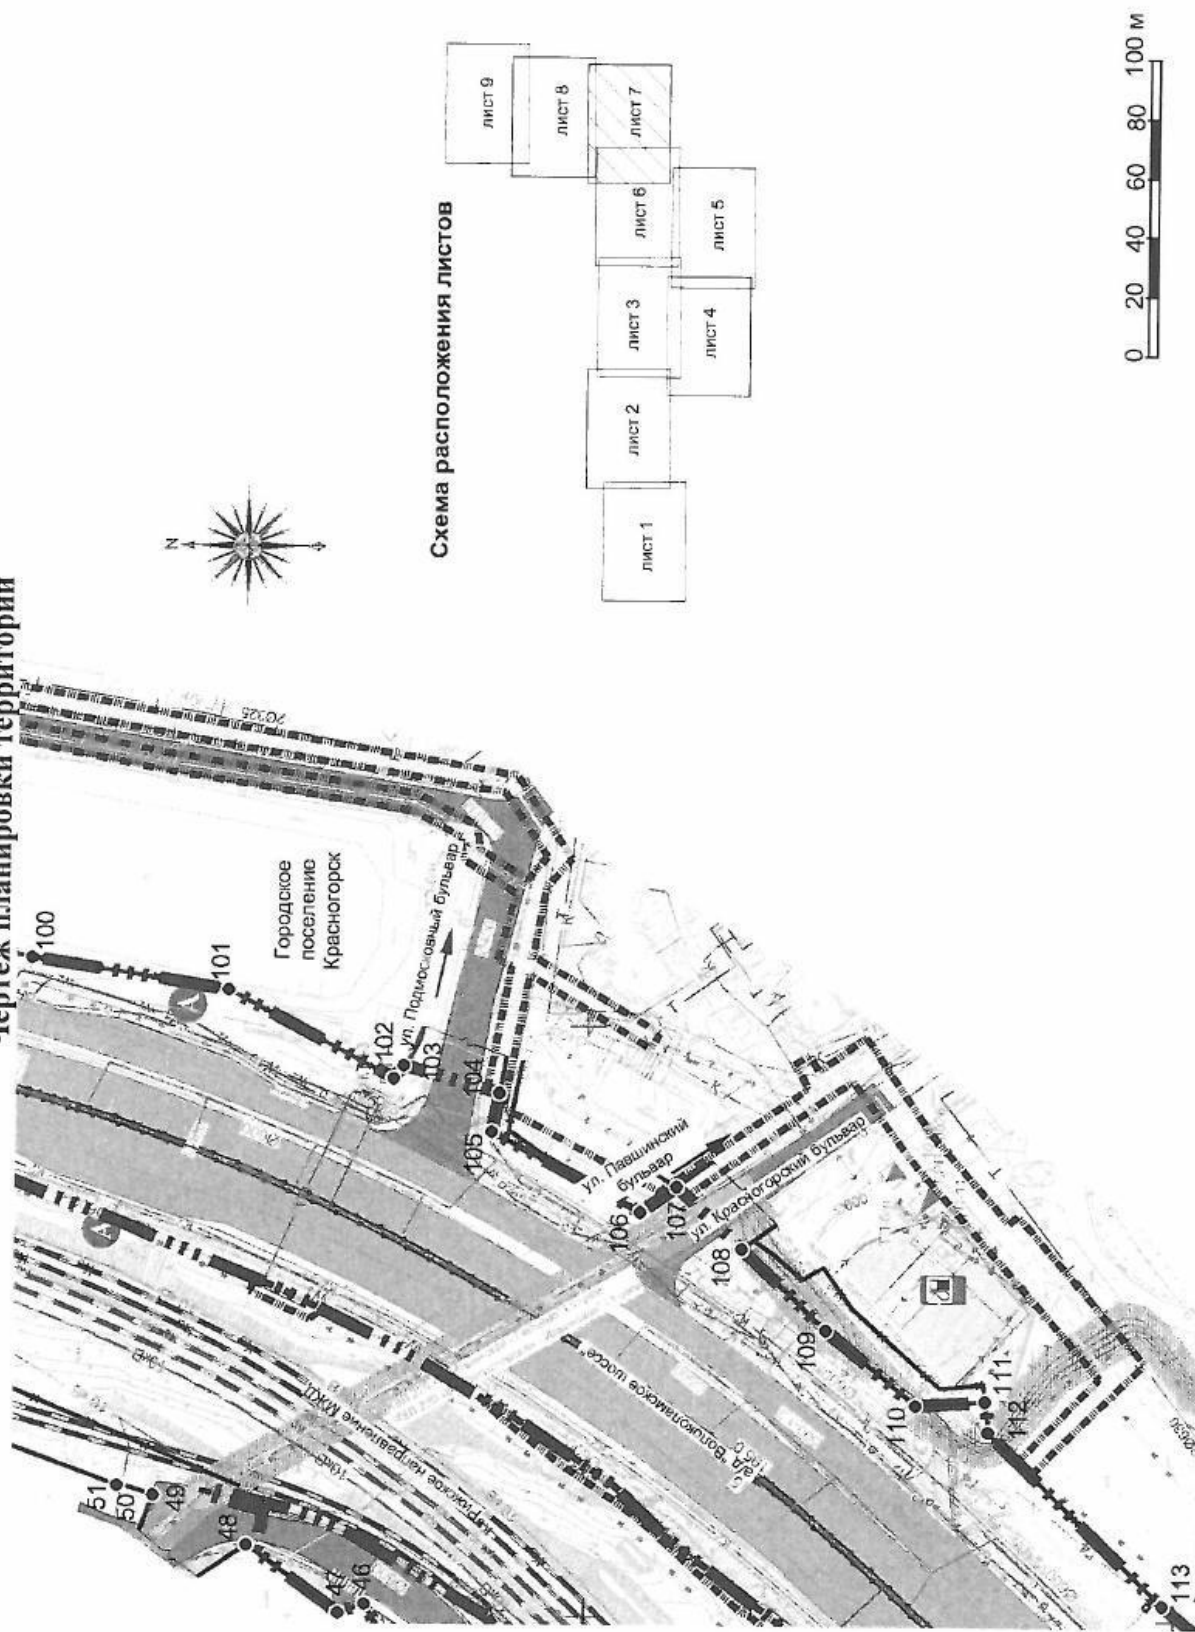 Чертеж планировки территории
N
Схема расположения листов
лист 1
лист 2
лист 3
лист 4
лист 5
лист 6
лист 7
лист 8
лист 9
0 20 40 60 80 100 м
100
101
Городское
поселение
Красногорск
102
103
ул. Подмосковный бульвар
104
105
106
ул. Павшинский
бульвар
107
ул. Красногорский бульвар
108
109
110
111
112
113
а/д "Волоколамское шоссе"
Рижское направление МЖД
10кВ
10кВ
51
50
49
48
47
46